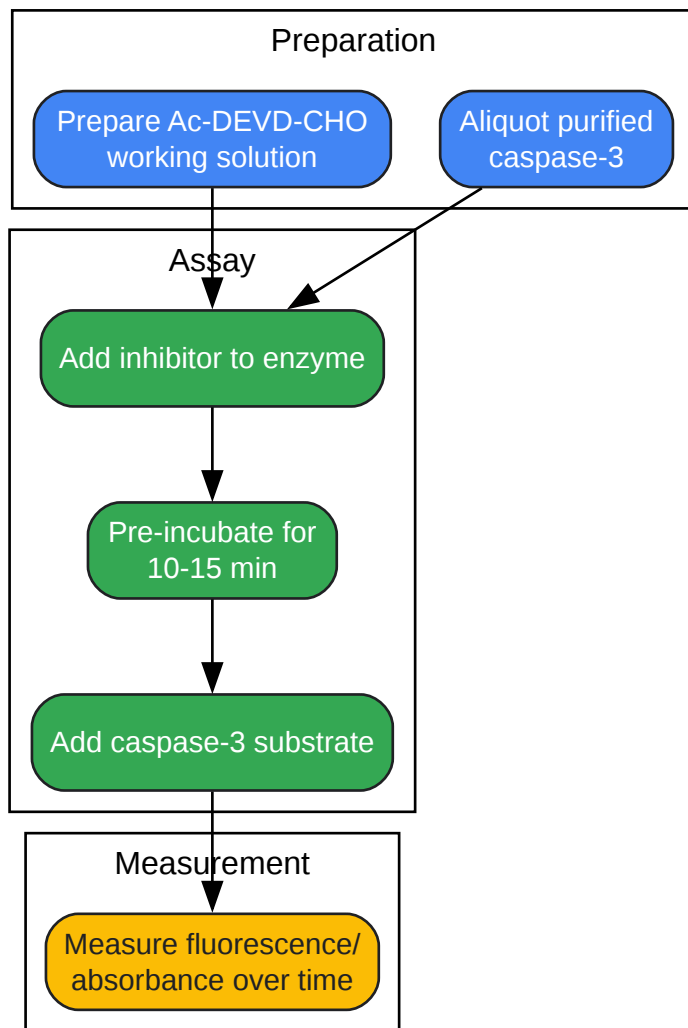 Preparation
Prepare Ac-DEVD-CHO
working solution
Aliquot purified
caspase-3
Assay
Add inhibitor to enzyme
Pre-incubate for
10-15 min
Add caspase-3 substrate
Measurement
Measure fluorescence/
absorbance over time